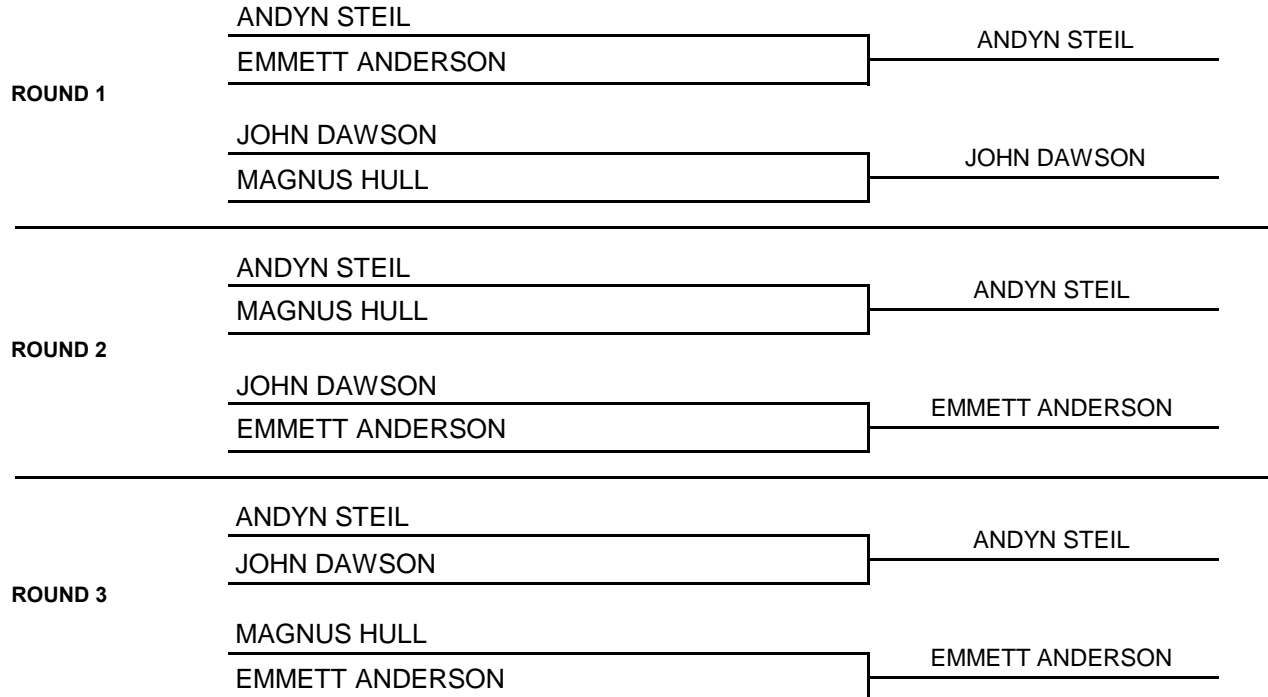 ANDYN STEIL
ANDYN STEIL
EMMETT ANDERSON
ROUND 1
JOHN DAWSON
JOHN DAWSON
MAGNUS HULL
ANDYN STEIL
ANDYN STEIL
MAGNUS HULL
ROUND 2
JOHN DAWSON
EMMETT ANDERSON
EMMETT ANDERSON
ANDYN STEIL
ANDYN STEIL
JOHN DAWSON
ROUND 3
MAGNUS HULL
EMMETT ANDERSON
EMMETT ANDERSON